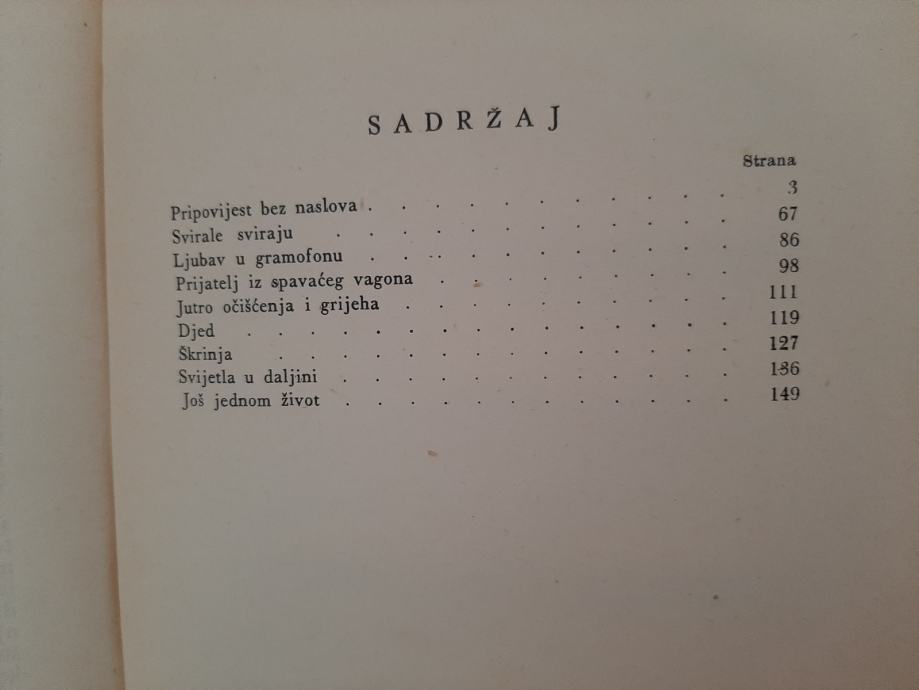 SADRŽAJ
Strana
Pripovijest bez naslova . . . . . . . . . . . . 3
Svirale sviraju . . . . . . . . . . . . . 67
Ljubav u gramofonu . . . . . . . . . . . . 86
Prijatelj iz spavaćeg vagona . . . . . . . . . 98
Jutro očišćenja i grijeha . . . . . . . . . . 111
Djed . . . . . . . . . . . . . . . 119
Škrinja . . . . . . . . . . . . . . 127
Svijetla u daljini . . . . . . . . . . . . 136
Još jednom život . . . . . . . . . . . . 149